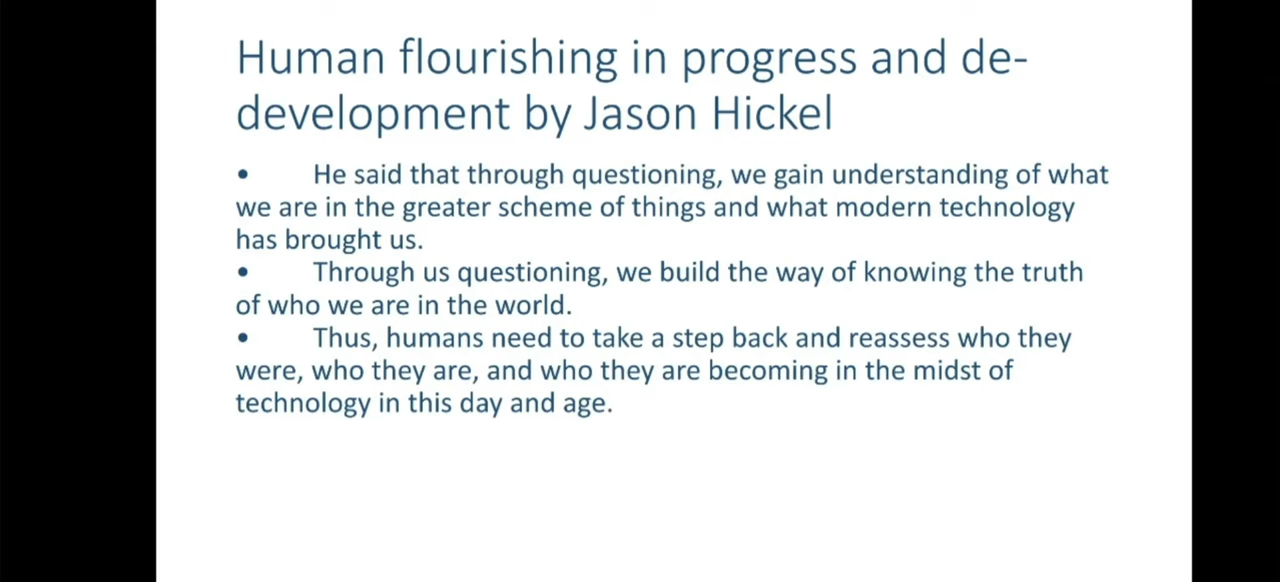 Human flourishing in progress and de-
development by Jason Hickel
• He said that through questioning, we gain understanding of what
we are in the greater scheme of things and what modern technology
has brought us.
• Through us questioning, we build the way of knowing the truth
of who we are in the world.
• Thus, humans need to take a step back and reassess who they
were, who they are, and who they are becoming in the midst of
technology in this day and age.